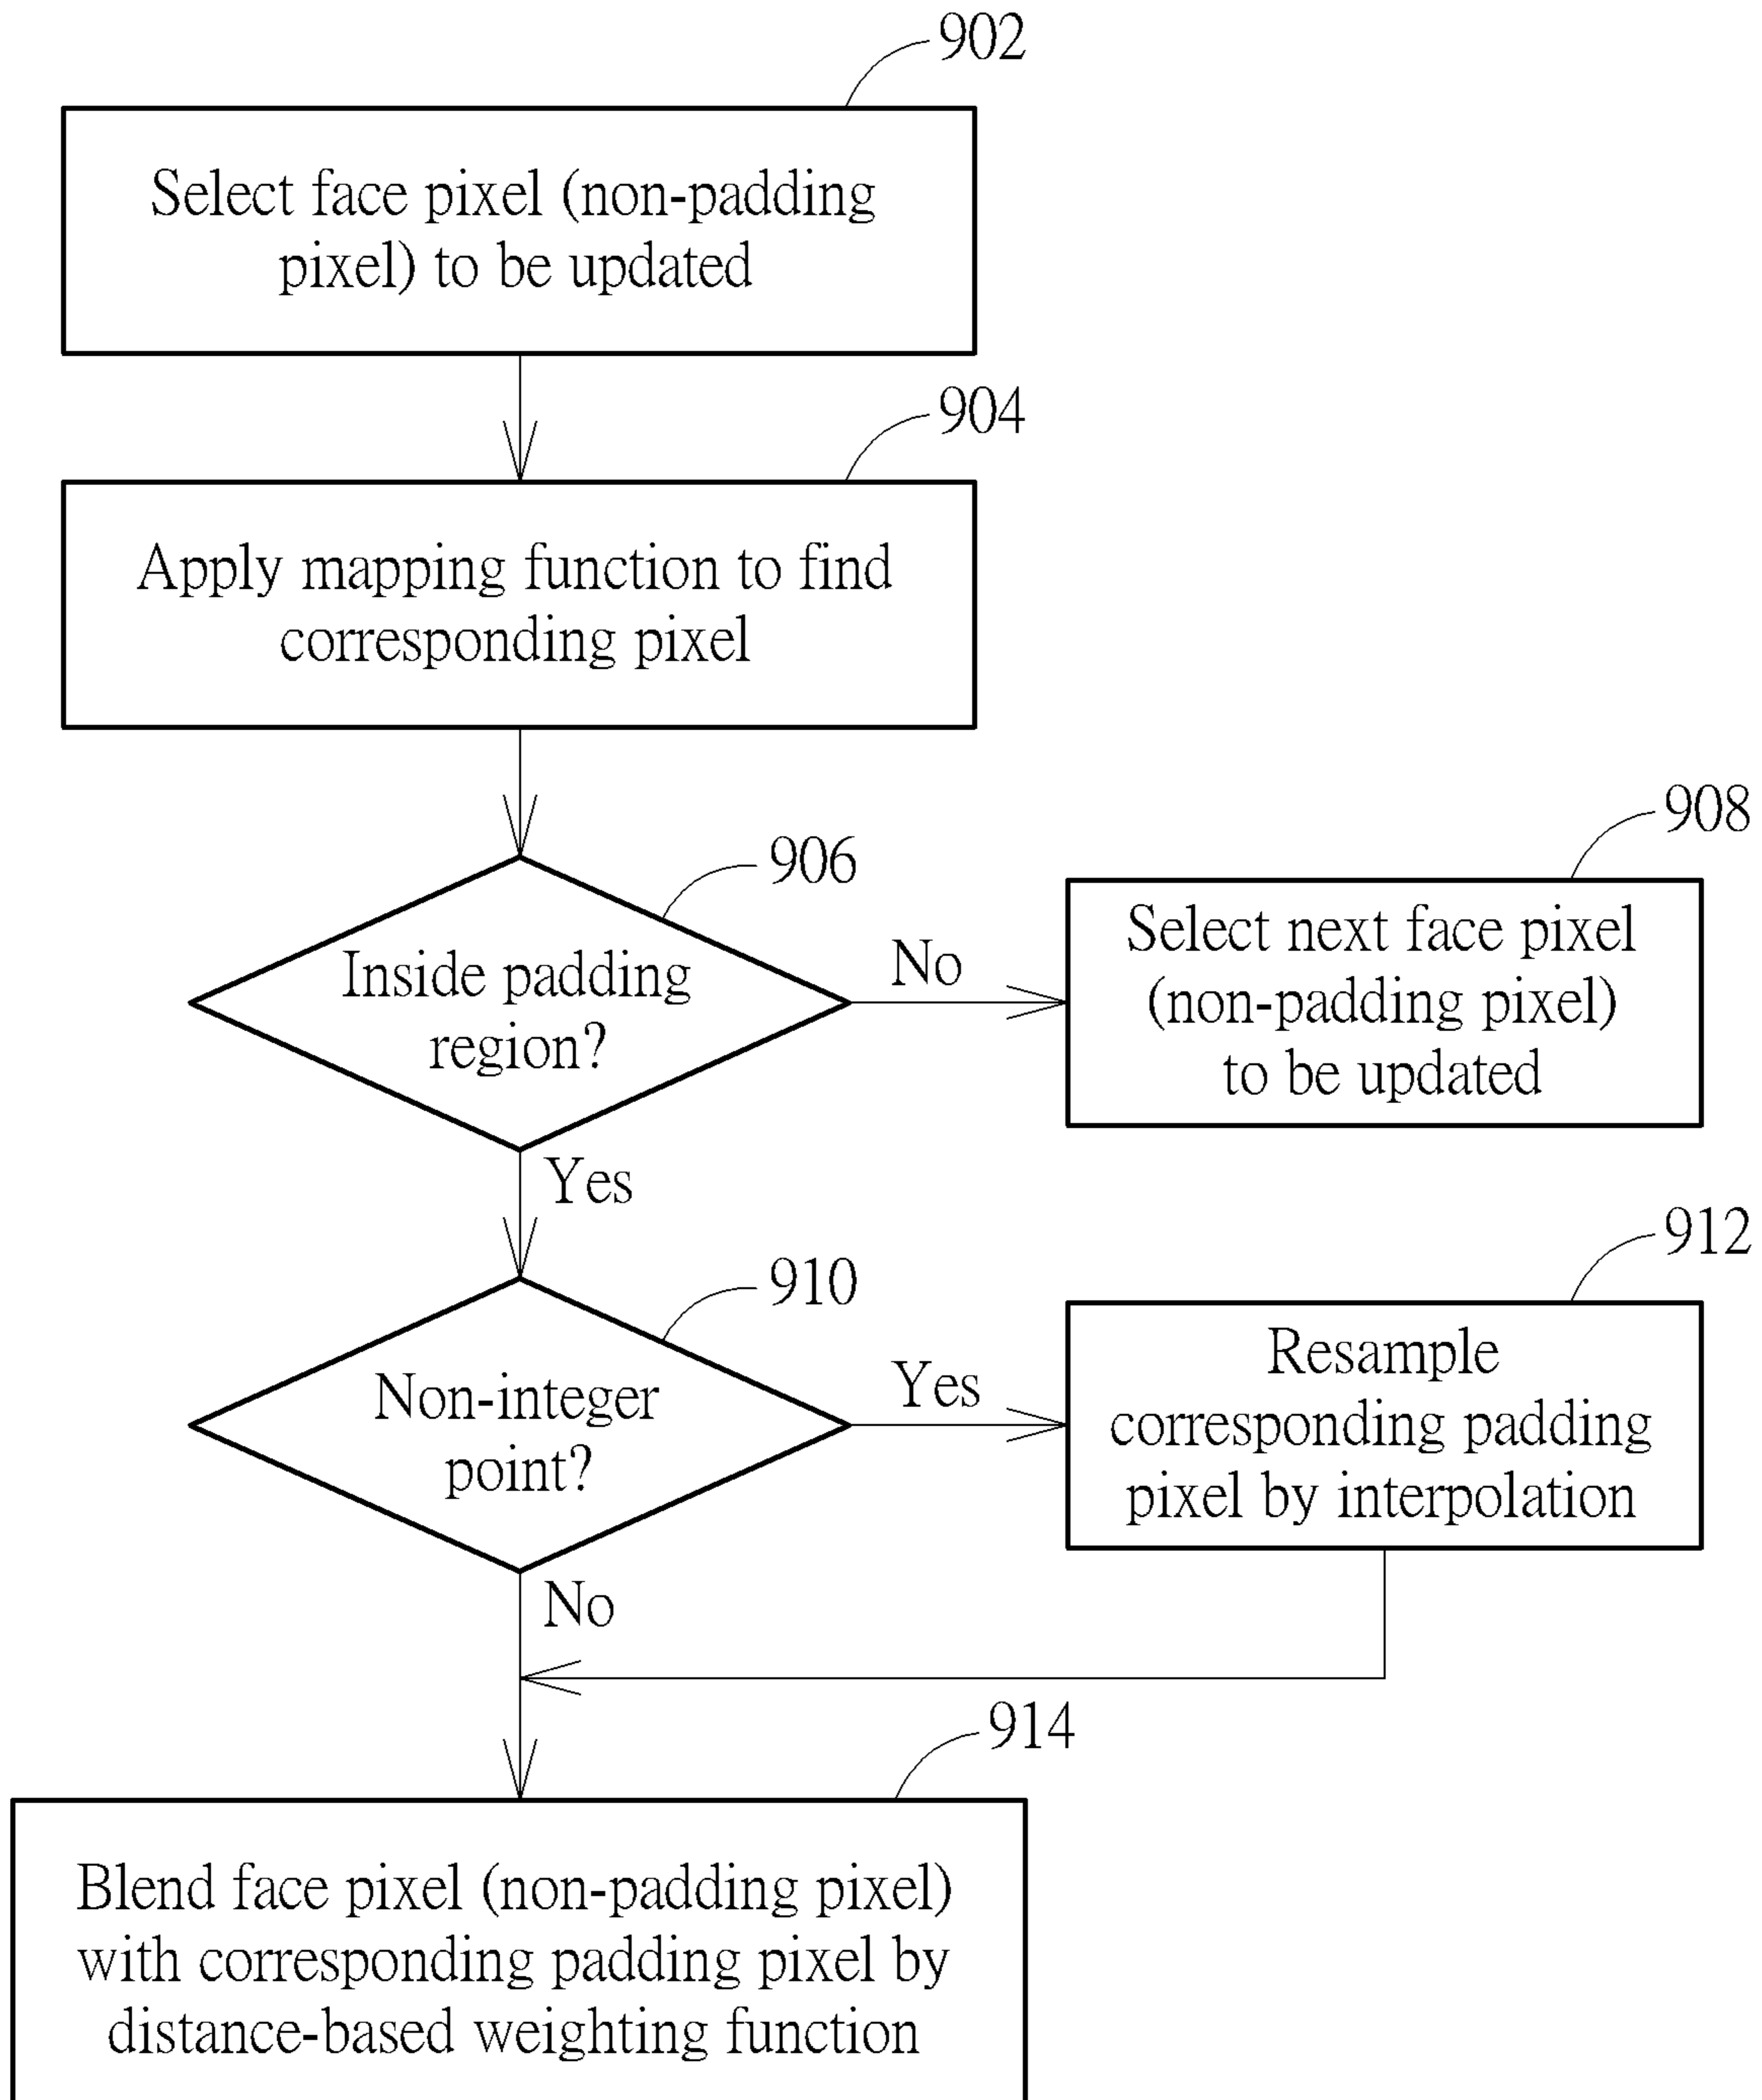 902
Select face pixel (non-padding
pixel) to be updated
904
Apply mapping function to find
corresponding pixel
906
Inside padding
region?
No
908
Select next face pixel
(non-padding pixel)
to be updated
Yes
910
Non-integer
point?
Yes
912
Resample
corresponding padding
pixel by interpolation
No
914
Blend face pixel (non-padding pixel)
with corresponding padding pixel by
distance-based weighting function